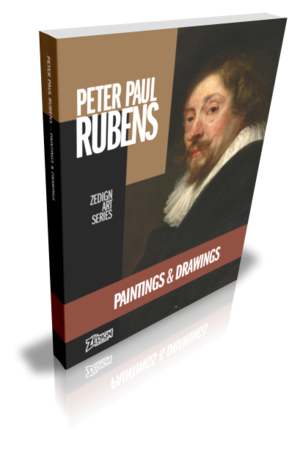 PETER PAUL
RUBENS
ZEDIGN
ART
SERIES
PAINTINGS & DRAWINGS
ZEDIGN
PETER PAUL RUBENS - PAINTINGS & DRAWINGS